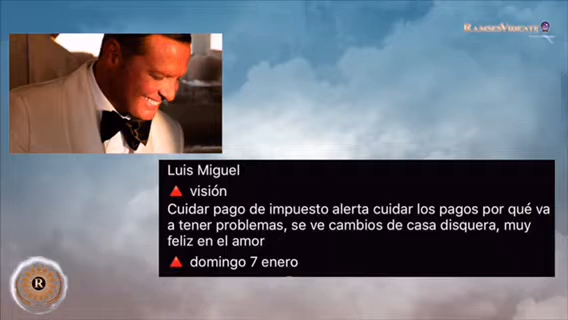 RAMSESVIDENTE
Luis Miguel
🔺 visión
Cuidar pago de impuesto alerta cuidar los pagos por qué va
a tener problemas, se ve cambios de casa disquera, muy
feliz en el amor
🔺 domingo 7 enero
R